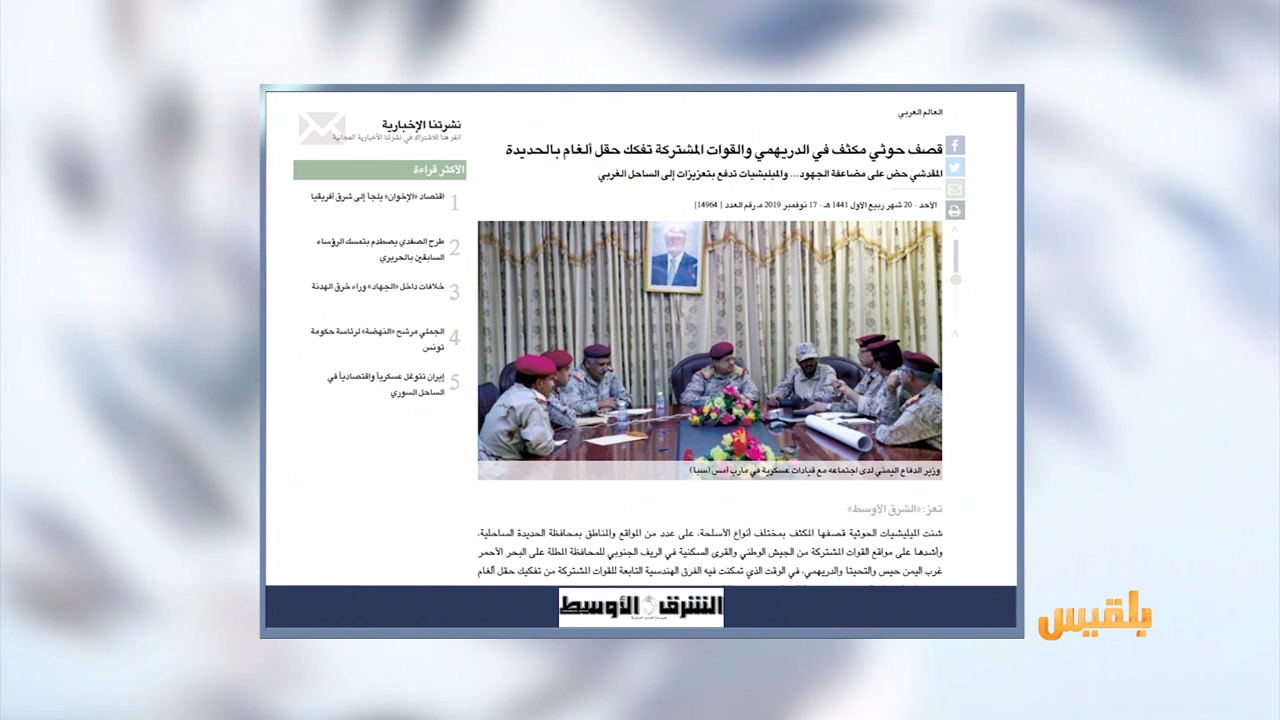 العالم العربي
قصف حوثي مكثف في الدريهمي والقوات المشتركة تفكك حقل ألغام بالحديدة
المقدشي حض على مضاعفة الجهود... والميليشيات تدفع بتعزيزات إلى الساحل الغربي
الأحد - 20 شهر ربيع الأول 1441 هـ - 17 نوفمبر 2019 مـ رقم العدد [ 14964]
وزير الدفاع اليمني لدى اجتماعه مع قيادات عسكرية في مأرب أمس (سبأ)
تعز: «الشرق الأوسط»
شنت الميليشيات الحوثية قصفها المكثف بمختلف أنواع الأسلحة، على عدد من المواقع والمناطق بمحافظة الحديدة الساحلية،
وأشدها على مواقع القوات المشتركة من الجيش الوطني والقرى السكنية في الريف الجنوبي للمحافظة المطلة على البحر الأحمر
غرب اليمن حيس والتحيتا والدريهمي، في الوقت الذي تمكنت فيه الفرق الهندسية التابعة للقوات المشتركة من تفكيك حقل ألغام
نشرتنا الإخبارية
انقر هنا للاشتراك في نشرتنا الأخبارية المجانية
الأكثر قراءة
1 اقتصاد «الإخوان» يلجأ إلى شرق أفريقيا
2 طرح الصفدي يصطدم بتمسك الرؤساء
السابقين بالحريري
3 خلافات داخل «الجهاد» وراء خرق الهدنة
4 الجملي مرشح «النهضة» لرئاسة حكومة
تونس
5 إيران تتوغل عسكرياً واقتصادياً في
الساحل السوري
الشرق الأوسط
بلقيس